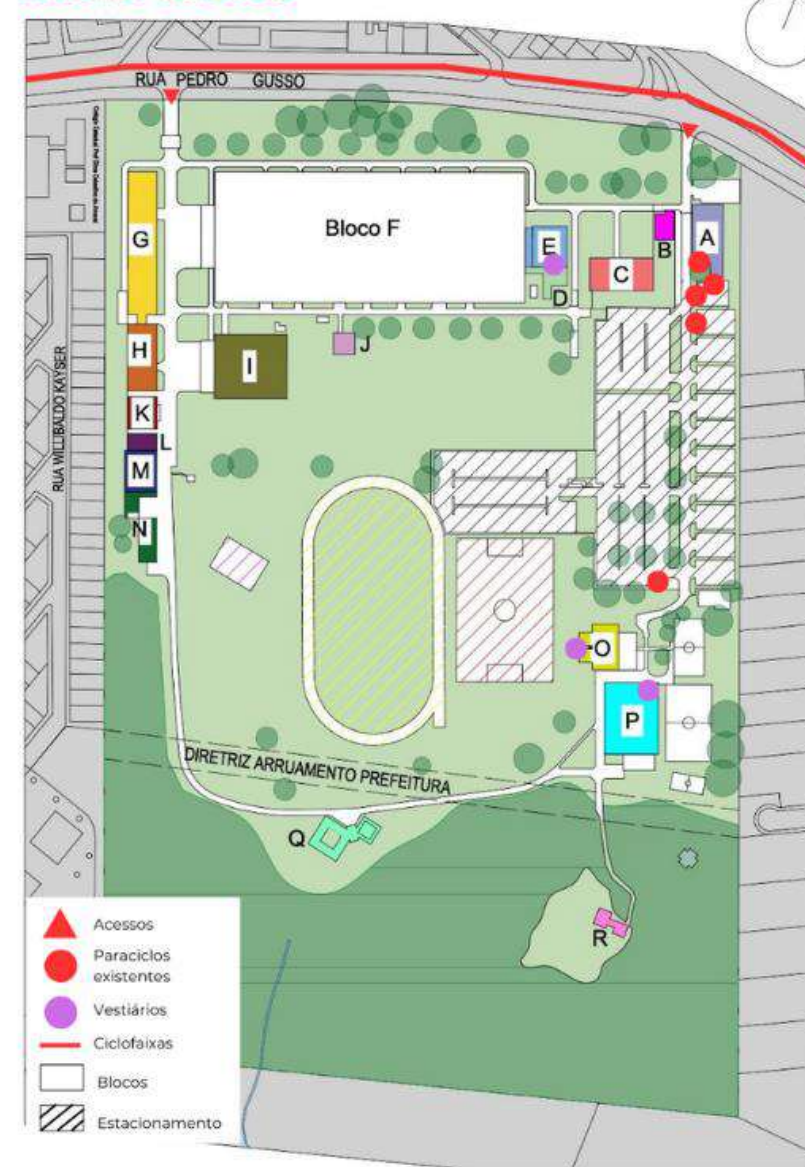 RUA PEDRO GUSSO
G
Bloco F
E
B
A
C
D
H
I
J
K
L
M
N
RUA WILLIBALDO KAYSER
O
P
DIRETRIZ ARRUAMENTO PREFEITURA
Q
R
Acessos
Paraciclos
existentes
Vestiários
Ciclofaixas
Blocos
Estacionamento